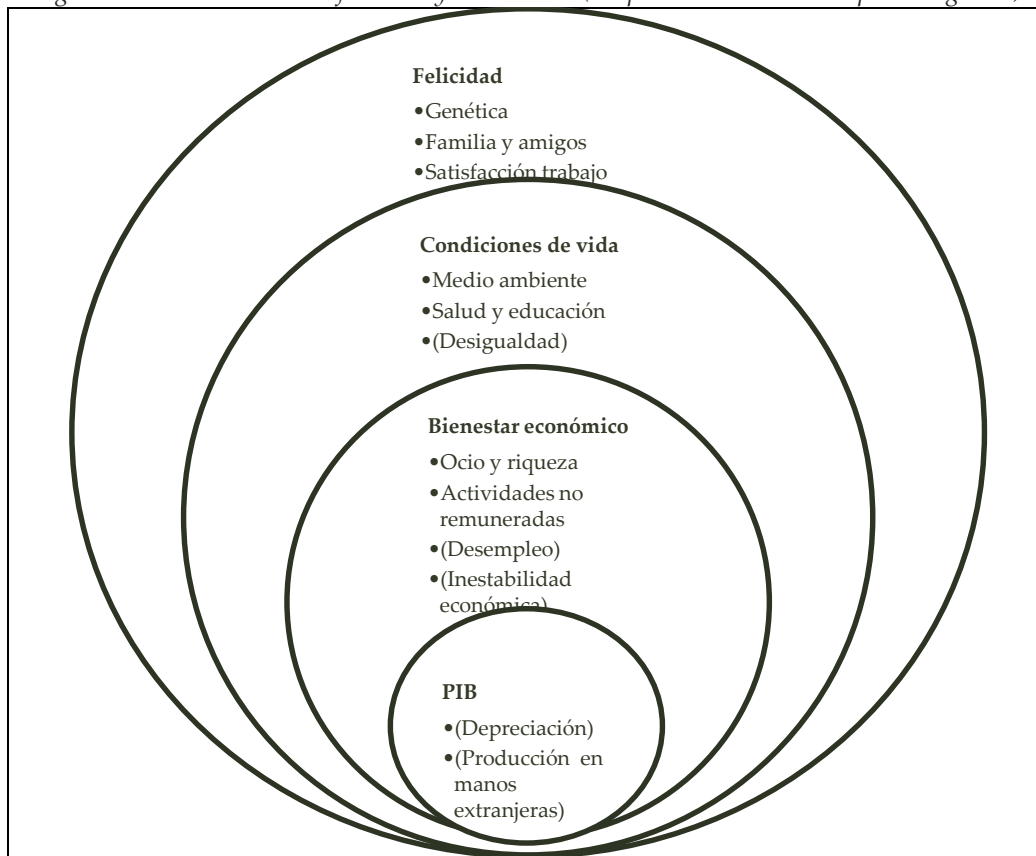 Felicidad
•Genética
•Familia y amigos
•Satisfacción trabajo
Condiciones de vida
•Medio ambiente
•Salud y educación
•(Desigualdad)
Bienestar económico
•Ocio y riqueza
•Actividades no
remuneradas
•(Desempleo)
•(Inestabilidad
económica)
PIB
•(Depreciación)
•(Producción en
manos
extranjeras)